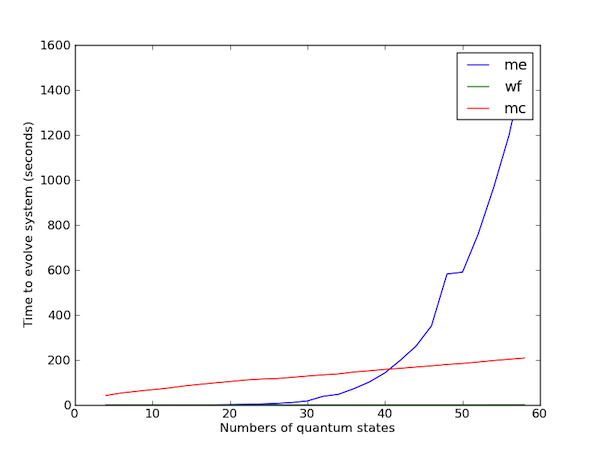 1600
1400
1200
1000
800
600
400
200
0
Time to evolve system (seconds)
me
wf
mc
0 10 20 30 40 50 60
Numbers of quantum states